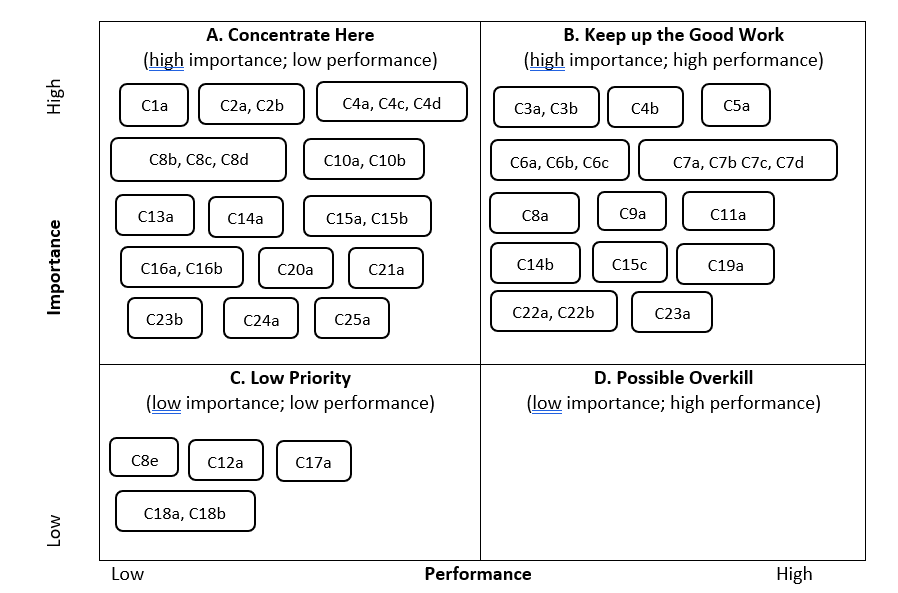 A. Concentrate Here
(high importance; low performance)
C1a
C2a, C2b
C4a, C4c, C4d
C8b, C8c, C8d
C10a, C10b
C13a
C14a
C15a, C15b
C16a, C16b
C20a
C21a
C23b
C24a
C25a
B. Keep up the Good Work
(high importance; high performance)
C3a, C3b
C4b
C5a
C6a, C6b, C6c
C7a, C7b C7c, C7d
C8a
C9a
C11a
C14b
C15c
C19a
C22a, C22b
C23a
C. Low Priority
(low importance; low performance)
C8e
C12a
C17a
C18a, C18b
D. Possible Overkill
(low importance; high performance)
High
Importance
Low
Low
Performance
High